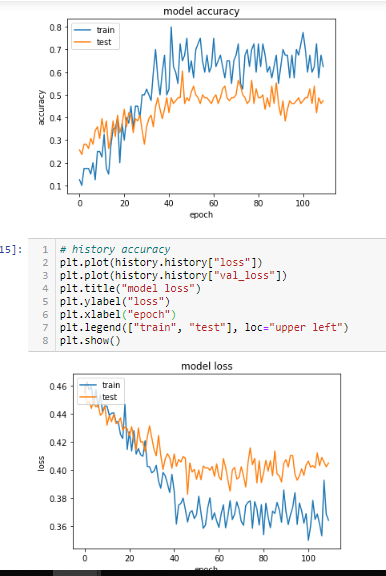 model accuracy
0.8
0.7
0.6
0.5
0.4
0.3
0.2
0.1
accuracy
train
test
0 20 40 60 80 100
epoch
15]:
1 # history accuracy
2 plt.plot(history.history["loss"])
3 plt.plot(history.history["val_loss"])
4 plt.title("model loss")
5 plt.ylabel("loss")
6 plt.xlabel("epoch")
7 plt.legend(["train", "test"], loc="upper left")
8 plt.show()
model loss
0.46
0.44
0.42
0.40
0.38
0.36
loss
train
test
0 20 40 60 80 100
epoch